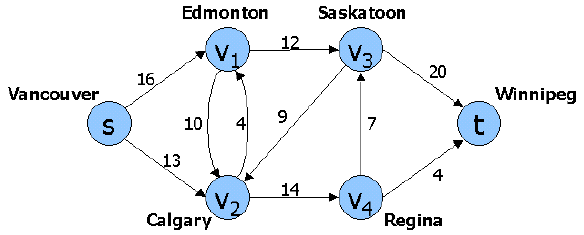 Edmonton Saskatoon
v1 12 v3
16 20
Vancouver Winnipeg
s 10 4 9 7 t
13 4
v2 14 v4
Calgary Regina